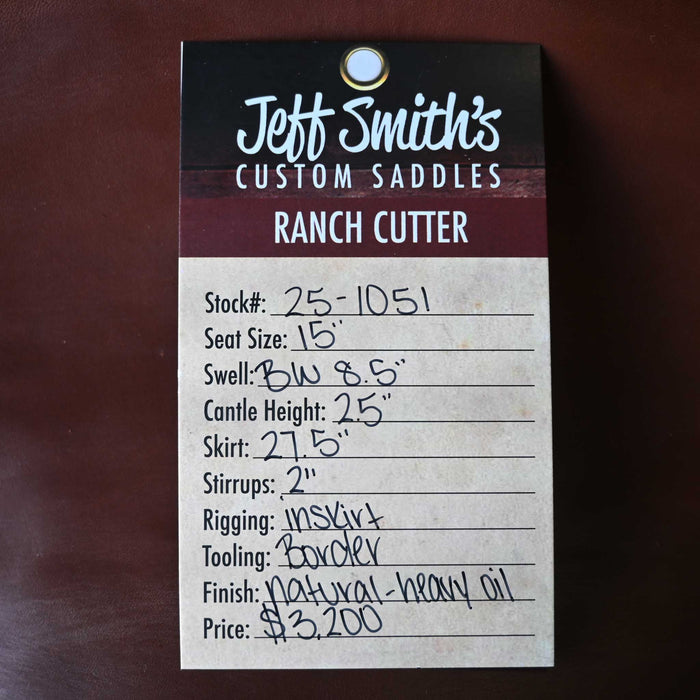 Jeff Smith's
CUSTOM SADDLES
RANCH CUTTER
Stock#: 25-1051
Seat Size: 15"
Swell: BW 8.5"
Cantle Height: 2.5"
Skirt: 27.5"
Stirrups: 2"
Rigging: inskirt
Tooling: Border
Finish: natural-heavy oil
Price: $3,200